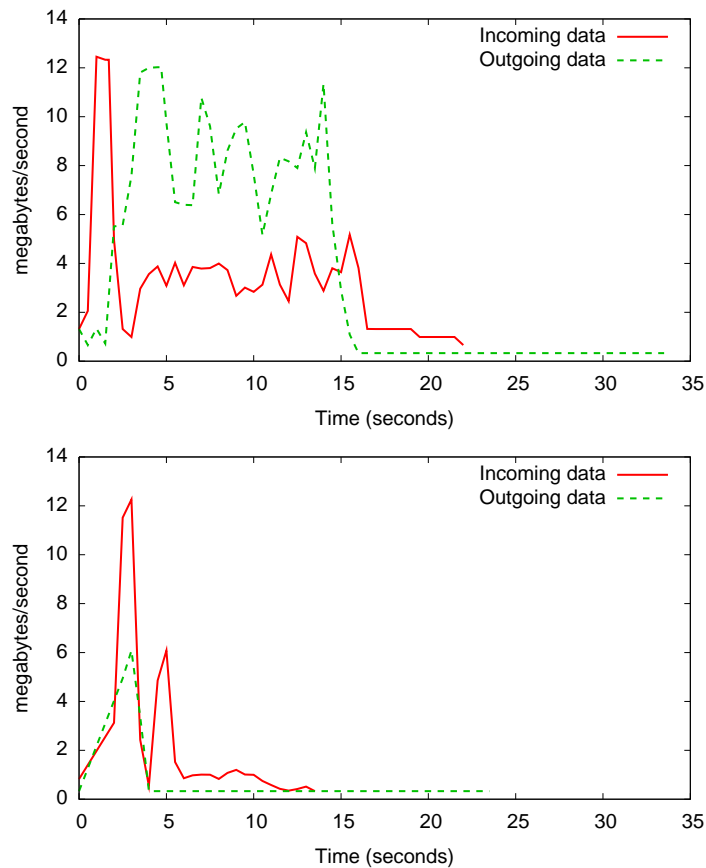 14
Incoming data
12
Outgoing data
10
8
6
4
2
0
megabytes/second
0 5 10 15 20 25 30 35
Time (seconds)
14
Incoming data
12
Outgoing data
10
8
6
4
2
0
megabytes/second
0 5 10 15 20 25 30 35
Time (seconds)